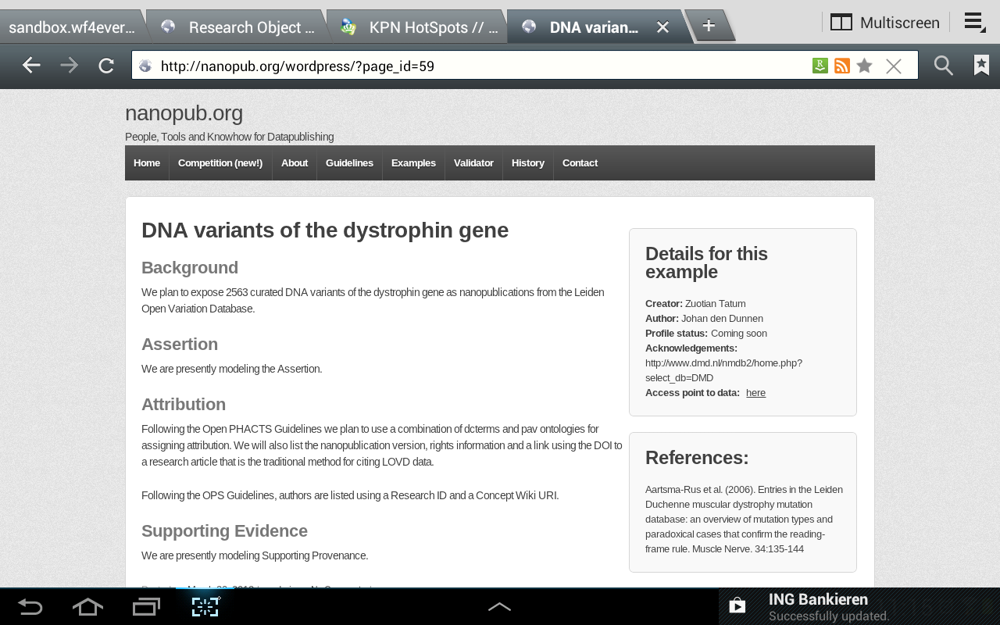 sandbox.wf4ever...
Research Object ...
KPN HotSpots // ...
DNA varian...
+
Multiscreen
http://nanopub.org/wordpress/?page_id=59
nanopub.org
People, Tools and Knowhow for Datapublishing
Home
Competition (new!)
About
Guidelines
Examples
Validator
History
Contact
DNA variants of the dystrophin gene
Background
We plan to expose 2563 curated DNA variants of the dystrophin gene as nanopublications from the Leiden
Open Variation Database.
Assertion
We are presently modeling the Assertion.
Attribution
Following the Open PHACTS Guidelines we plan to use a combination of dcterms and pav ontologies for
assigning attribution. We will also list the nanopublication version, rights information and a link using the DOI to
a research article that is the traditional method for citing LOVD data.
Following the OPS Guidelines, authors are listed using a Research ID and a Concept Wiki URI.
Supporting Evidence
We are presently modeling Supporting Provenance.
Details for this
example
Creator: Zuotian Tatum
Author: Johan den Dunnen
Profile status: Coming soon
Acknowledgements:
http://www.dmd.nl/nmdb2/home.php?
select_db=DMD
Access point to data: here
References:
Aartsma-Rus et al. (2006). Entries in the Leiden
Duchenne muscular dystrophy mutation
database: an overview of mutation types and
paradoxical cases that confirm the reading-
frame rule. Muscle Nerve. 34:135-144
ING Bankieren
Successfully updated.